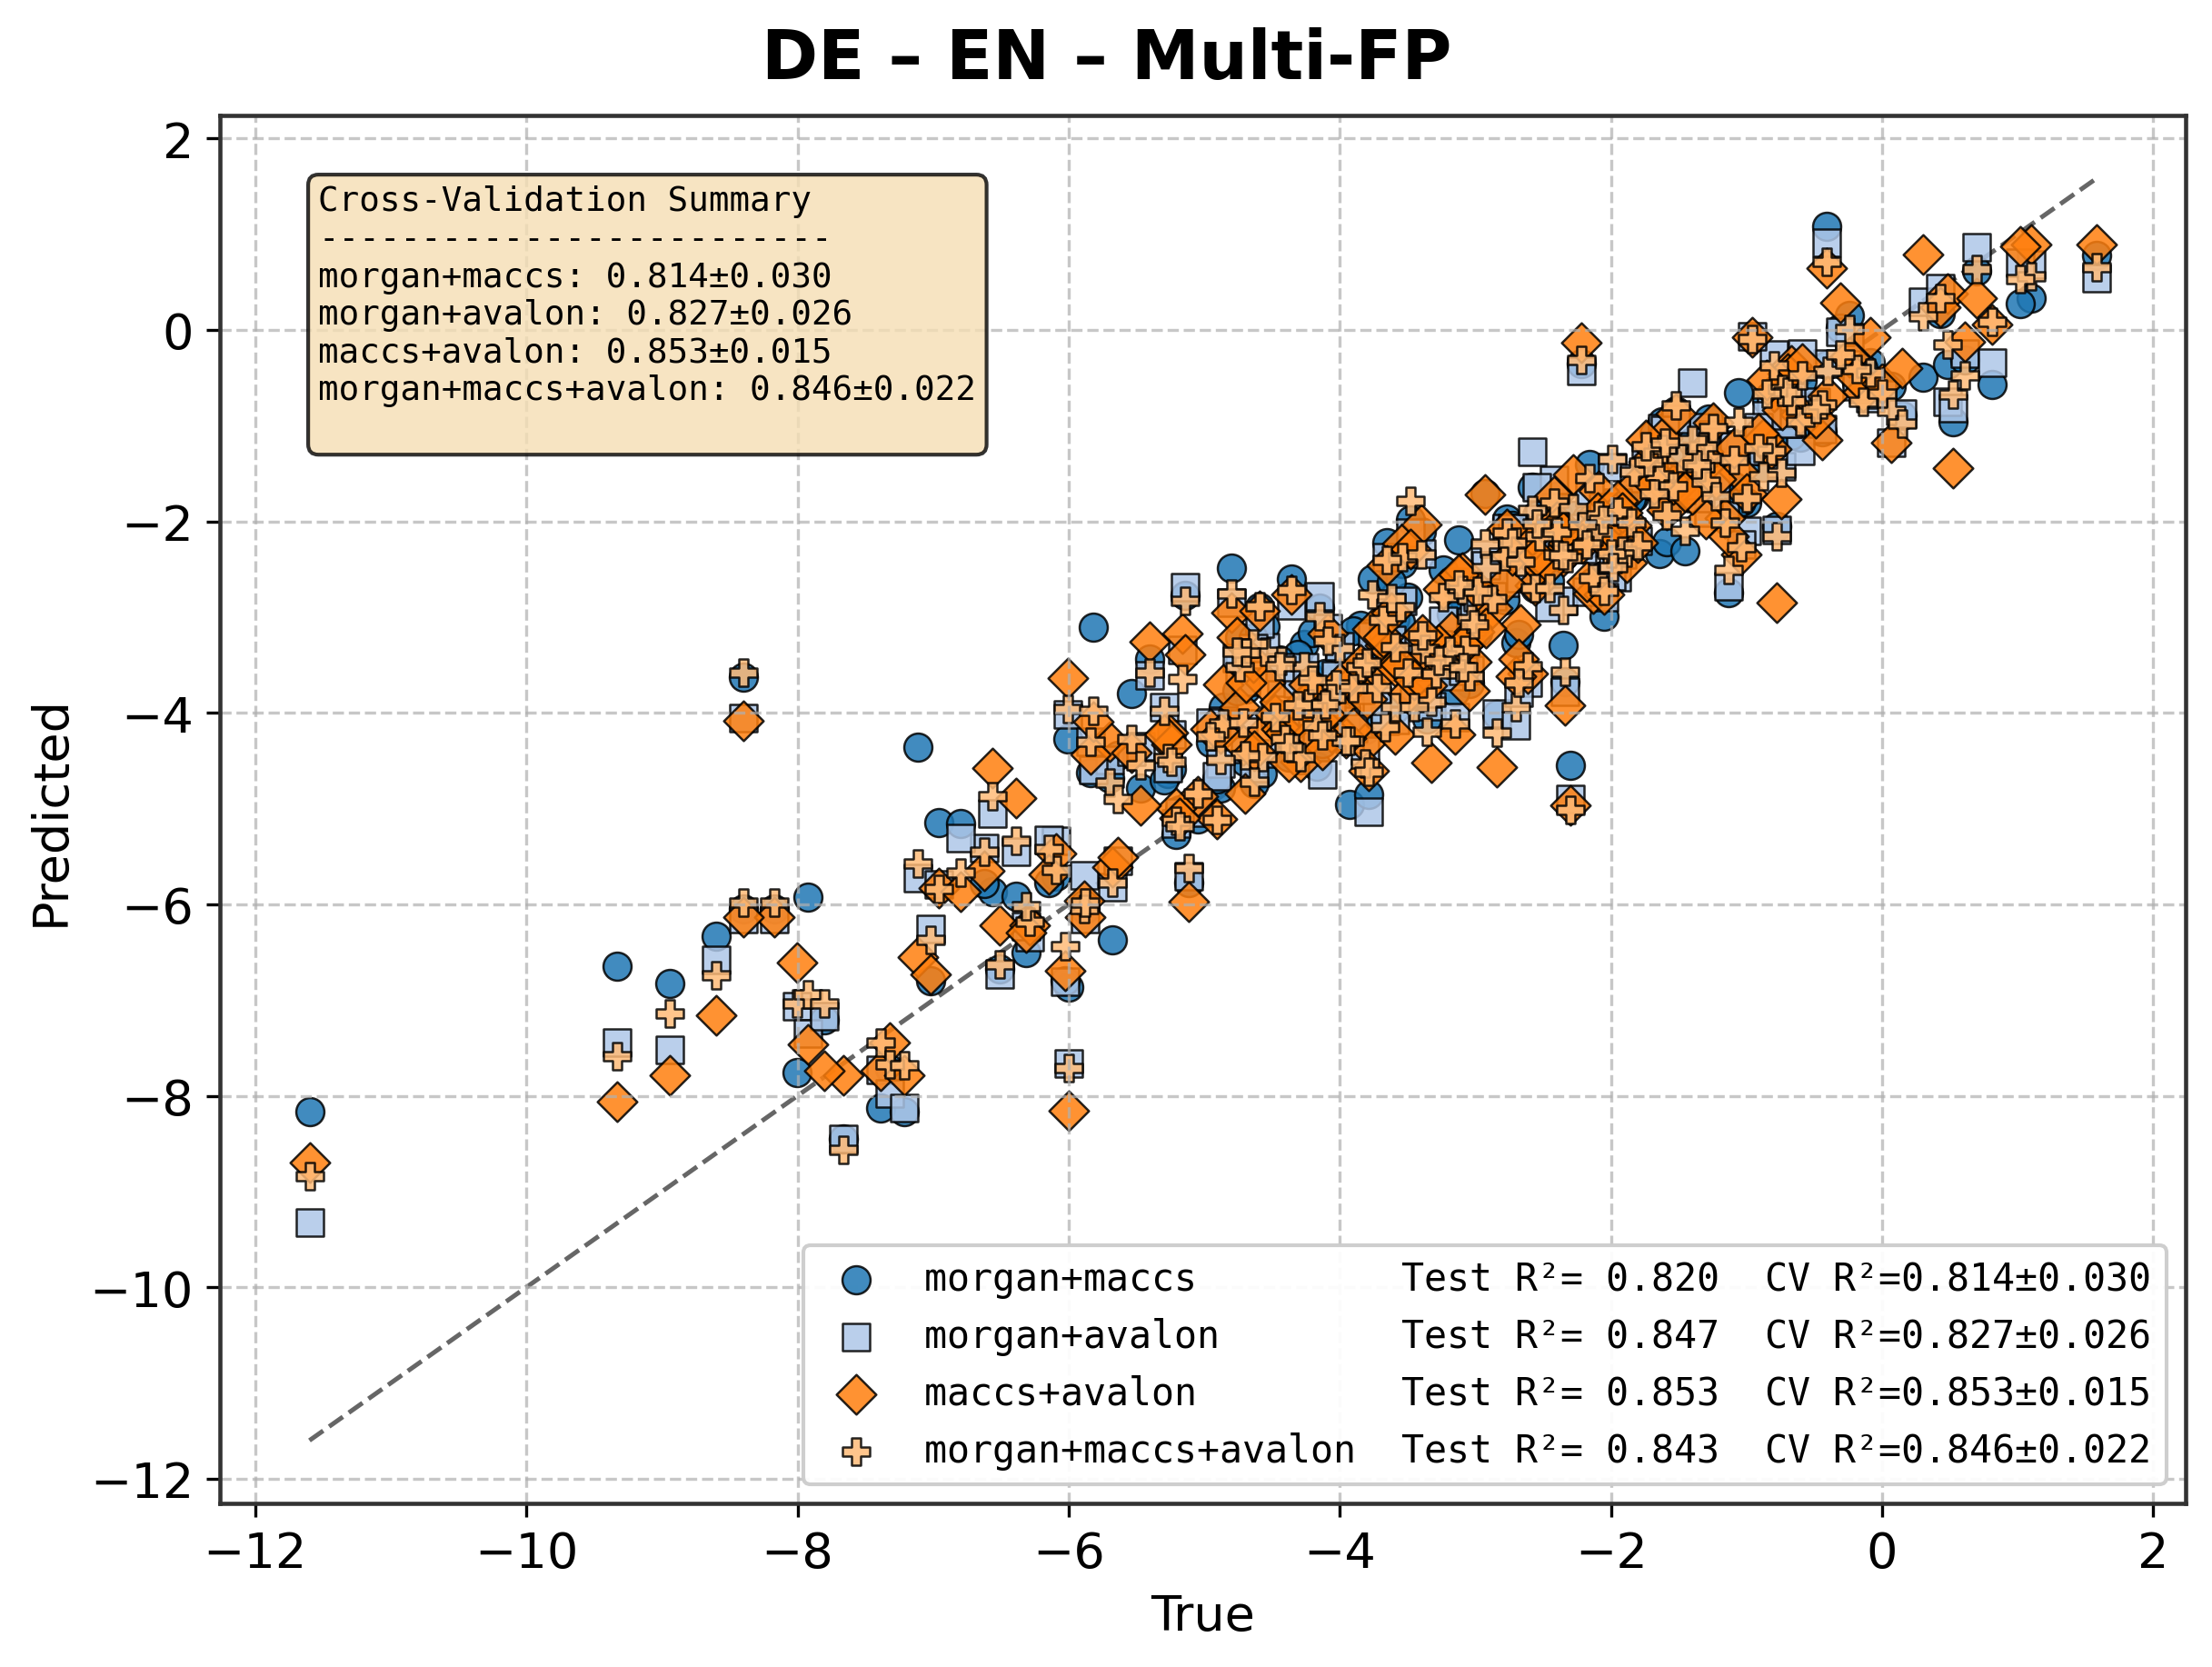 DE – EN – Multi-FP
2
0
−2
−4
−6
−8
−10
−12
Predicted
Cross-Validation Summary
-------------------------
morgan+maccs: 0.814±0.030
morgan+avalon: 0.827±0.026
maccs+avalon: 0.853±0.015
morgan+maccs+avalon: 0.846±0.022
morgan+maccs Test R²= 0.820 CV R²=0.814±0.030
morgan+avalon Test R²= 0.847 CV R²=0.827±0.026
maccs+avalon Test R²= 0.853 CV R²=0.853±0.015
morgan+maccs+avalon Test R²= 0.843 CV R²=0.846±0.022
−12 −10 −8 −6 −4 −2 0 2
True